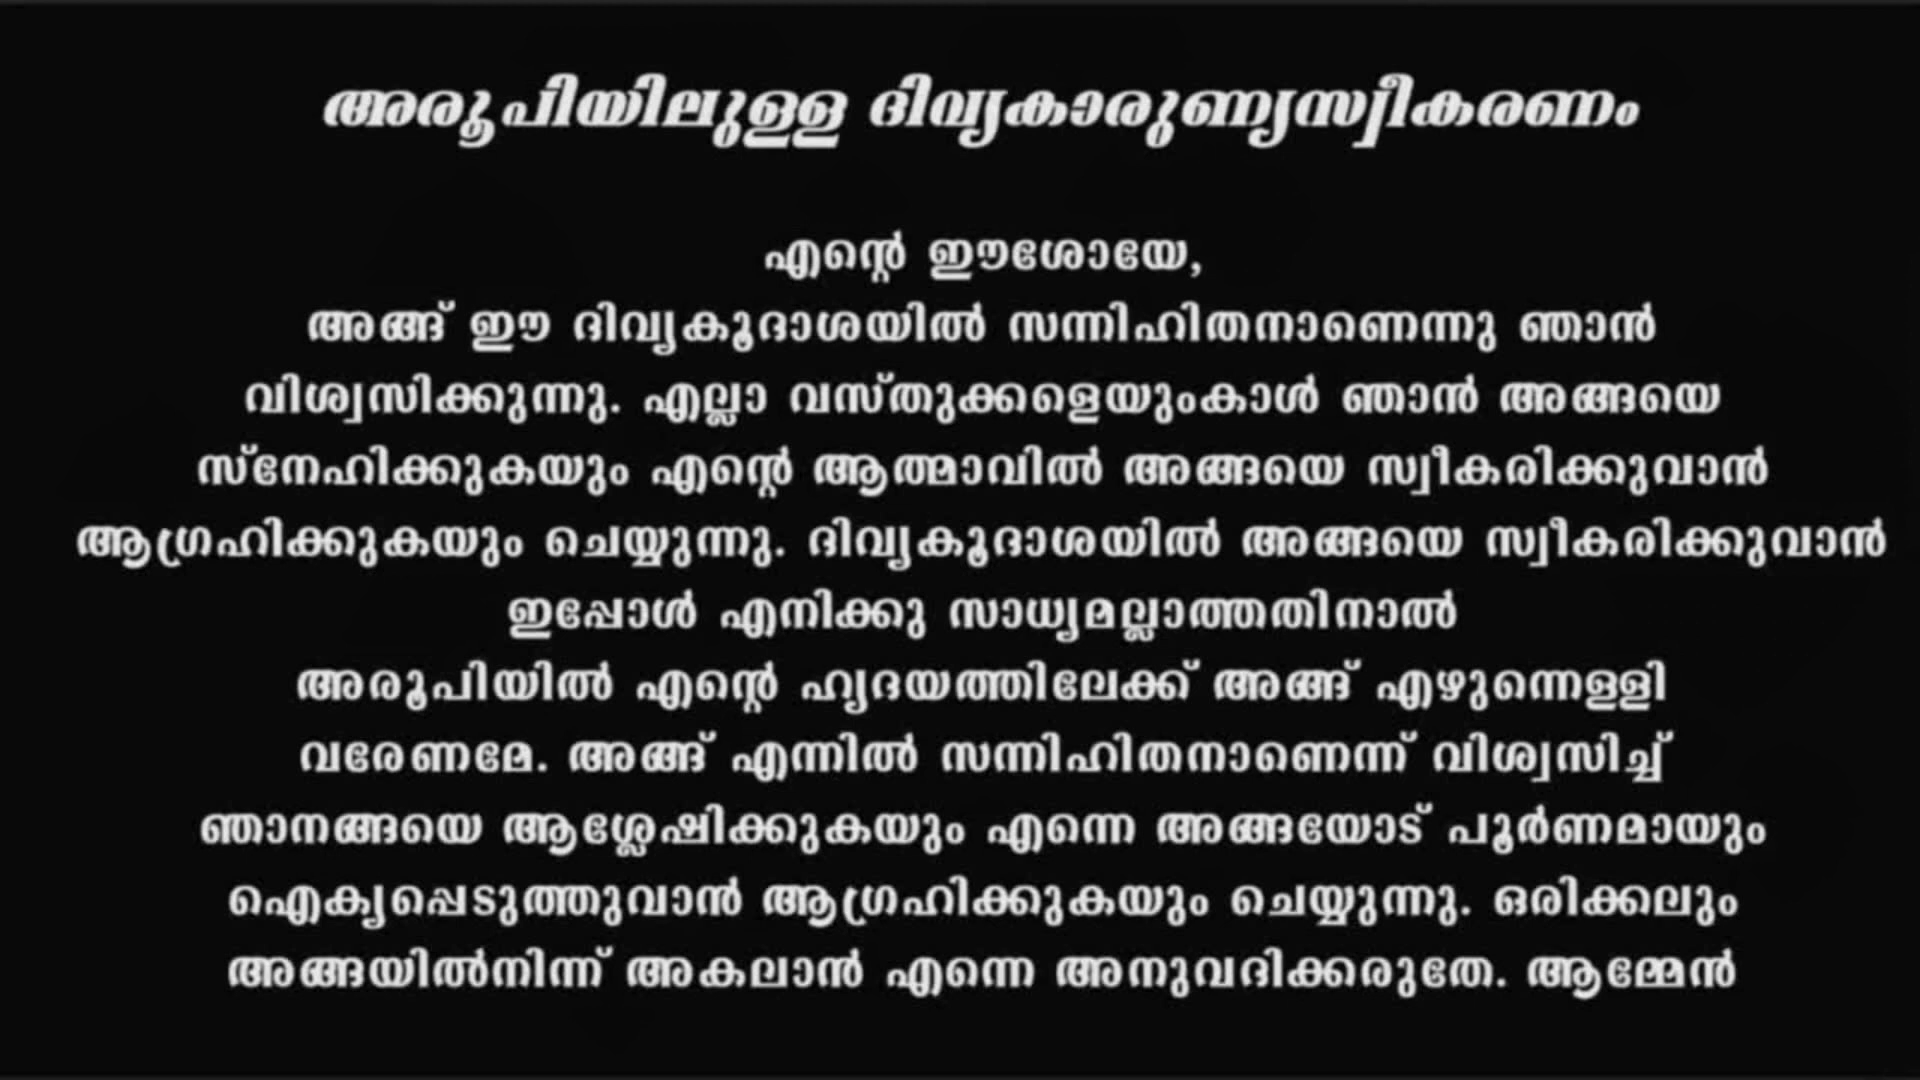 അരൂപിയിലുള്ള ദിവ്യകാരുണ്യസ്വീകരണം
എന്റെ ഈശോയേ,
അങ്ങ് ഈ ദിവ്യകൂദാശയിൽ സന്നിഹിതനാണെന്നു ഞാൻ
വിശ്വസിക്കുന്നു. എല്ലാ വസ്തുക്കളെയുംകാൾ ഞാൻ അങ്ങയെ
സ്നേഹിക്കുകയും എന്റെ ആത്മാവിൽ അങ്ങയെ സ്വീകരിക്കുവാൻ
ആഗ്രഹിക്കുകയും ചെയ്യുന്നു. ദിവ്യകൂദാശയിൽ അങ്ങയെ സ്വീകരിക്കുവാൻ
ഇപ്പോൾ എനിക്കു സാധ്യമല്ലാത്തതിനാൽ
അരൂപിയിൽ എന്റെ ഹൃദയത്തിലേക്ക് അങ്ങ് എഴുന്നെള്ളി
വരേണമേ. അങ്ങ് എന്നിൽ സന്നിഹിതനാണെന്ന് വിശ്വസിച്ച്
ഞാനങ്ങയെ ആശ്ലേഷിക്കുകയും എന്നെ അങ്ങയോട് പൂർണമായും
ഐക്യപ്പെടുത്തുവാൻ ആഗ്രഹിക്കുകയും ചെയ്യുന്നു. ഒരിക്കലും
അങ്ങയിൽനിന്ന് അകലാൻ എന്നെ അനുവദിക്കരുതേ. ആമ്മേൻ